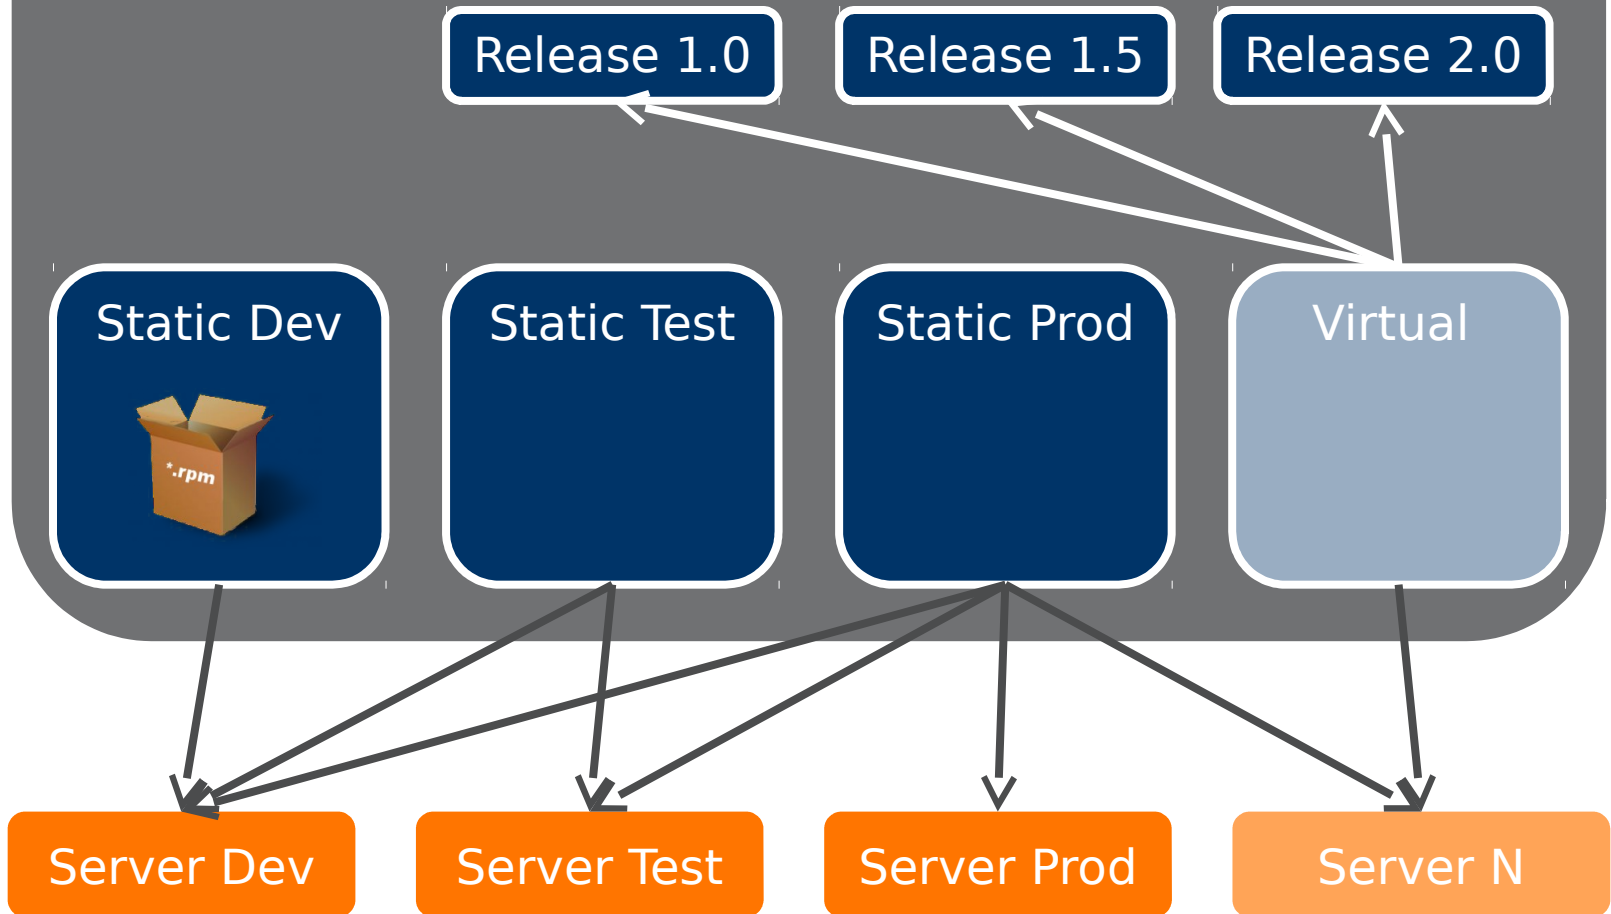 Release 1.0
Release 1.5
Release 2.0
Static Dev
Static Test
Static Prod
Virtual
*.rpm
Server Dev
Server Test
Server Prod
Server N